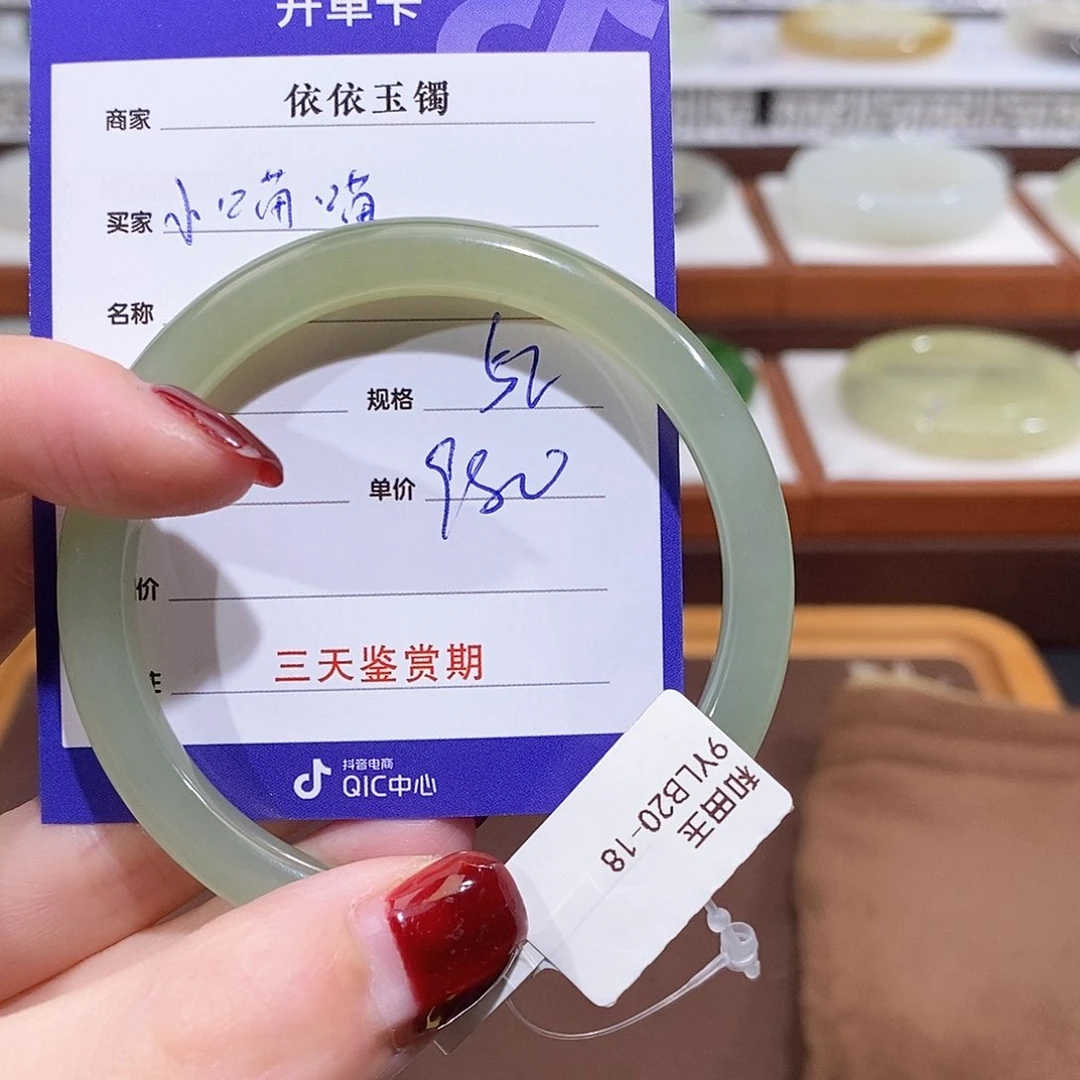 开单卡
商家 依依玉镯
买家 小喵喵
名称
规格 52
单价 980
价
三天鉴赏期
抖音电商
QIC中心
和田玉
9YLB20-18